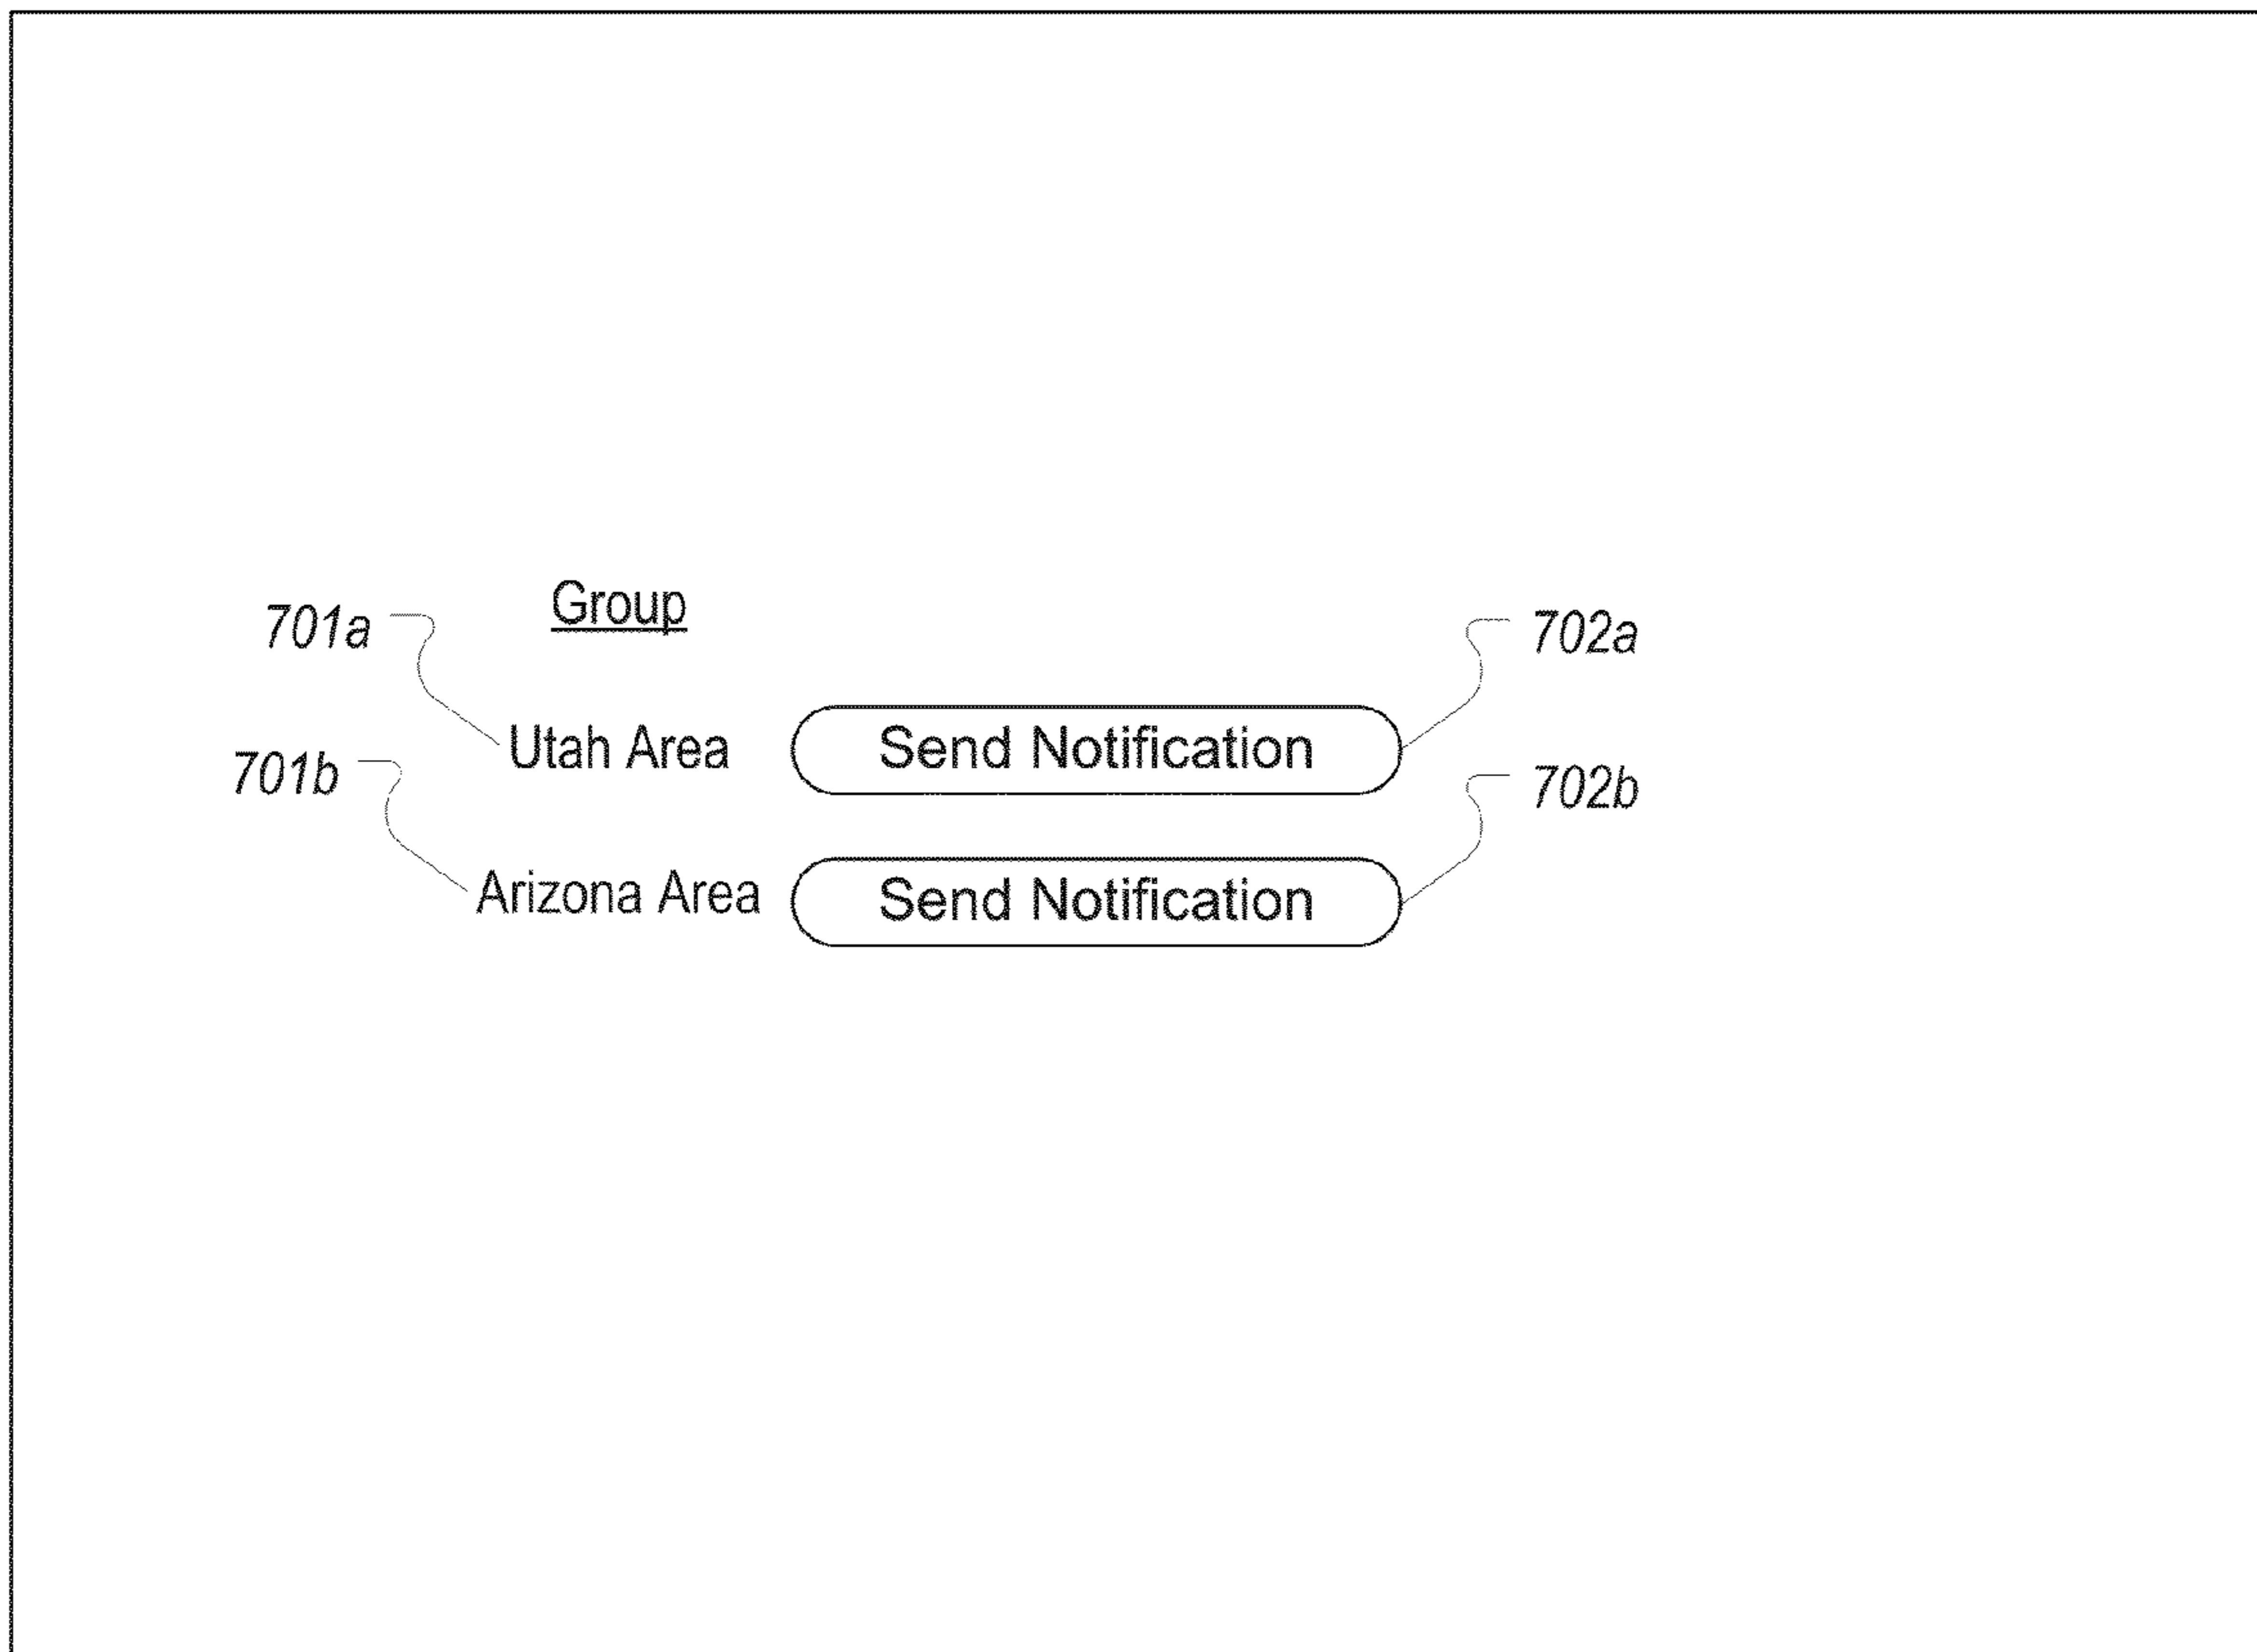 Group
701a
702a
Utah Area Send Notification
701b
702b
Arizona Area Send Notification